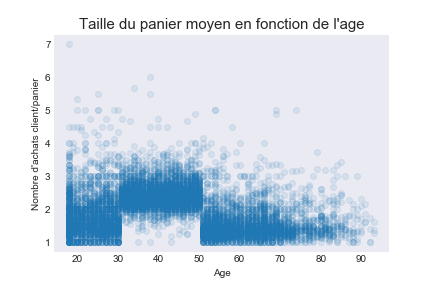 Taille du panier moyen en fonction de l'age
Nombre d'achats client/panier
7
6
5
4
3
2
1
20 30 40 50 60 70 80 90
Age